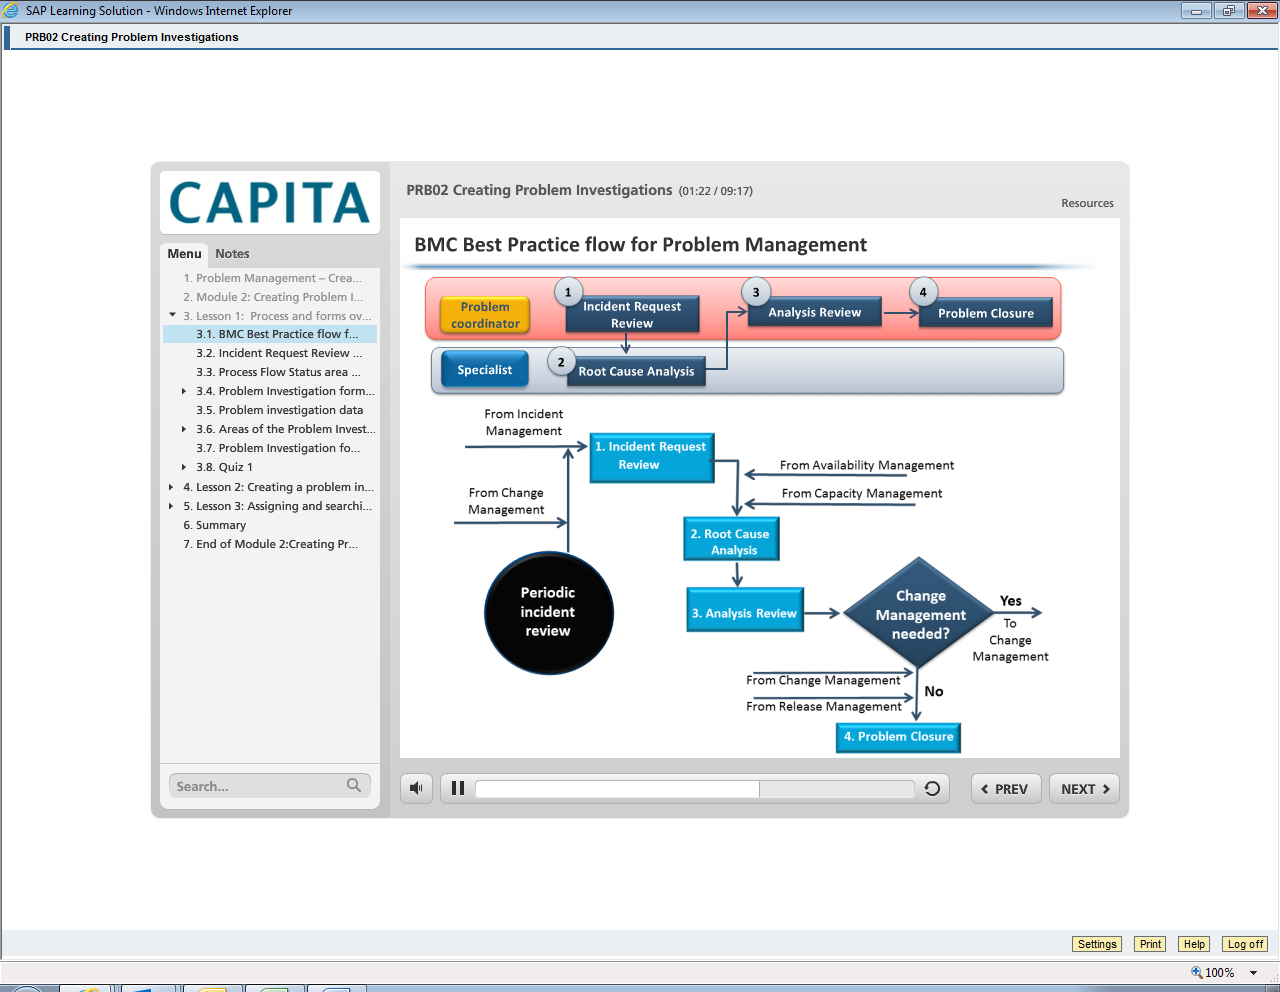 SAP Learning Solution - Windows Internet Explorer
PRB02 Creating Problem Investigations
CAPITA
Menu
Notes
1. Problem Management – Crea...
2. Module 2: Creating Problem I...
3. Lesson 1: Process and forms ov...
3.1. BMC Best Practice flow f...
3.2. Incident Request Review ...
3.3. Process Flow Status area ...
3.4. Problem Investigation form...
3.5. Problem investigation data
3.6. Areas of the Problem Invest...
3.7. Problem Investigation fo...
3.8. Quiz 1
4. Lesson 2: Creating a problem in...
5. Lesson 3: Assigning and searchi...
6. Summary
7. End of Module 2:Creating Pr...
Search...
PRB02 Creating Problem Investigations (01:22 / 09:17)
Resources
BMC Best Practice flow for Problem Management
Problem
coordinator
1
Incident Request
Review
3
Analysis Review
4
Problem Closure
Specialist
2
Root Cause Analysis
From Incident
Management
1. Incident Request
Review
From Availability Management
From Change
Management
From Capacity Management
2. Root Cause
Analysis
Periodic
incident
review
3. Analysis Review
Change
Management
needed?
Yes
To
Change
Management
From Change Management
No
From Release Management
4. Problem Closure
PREV
NEXT
Settings
Print
Help
Log off
100%